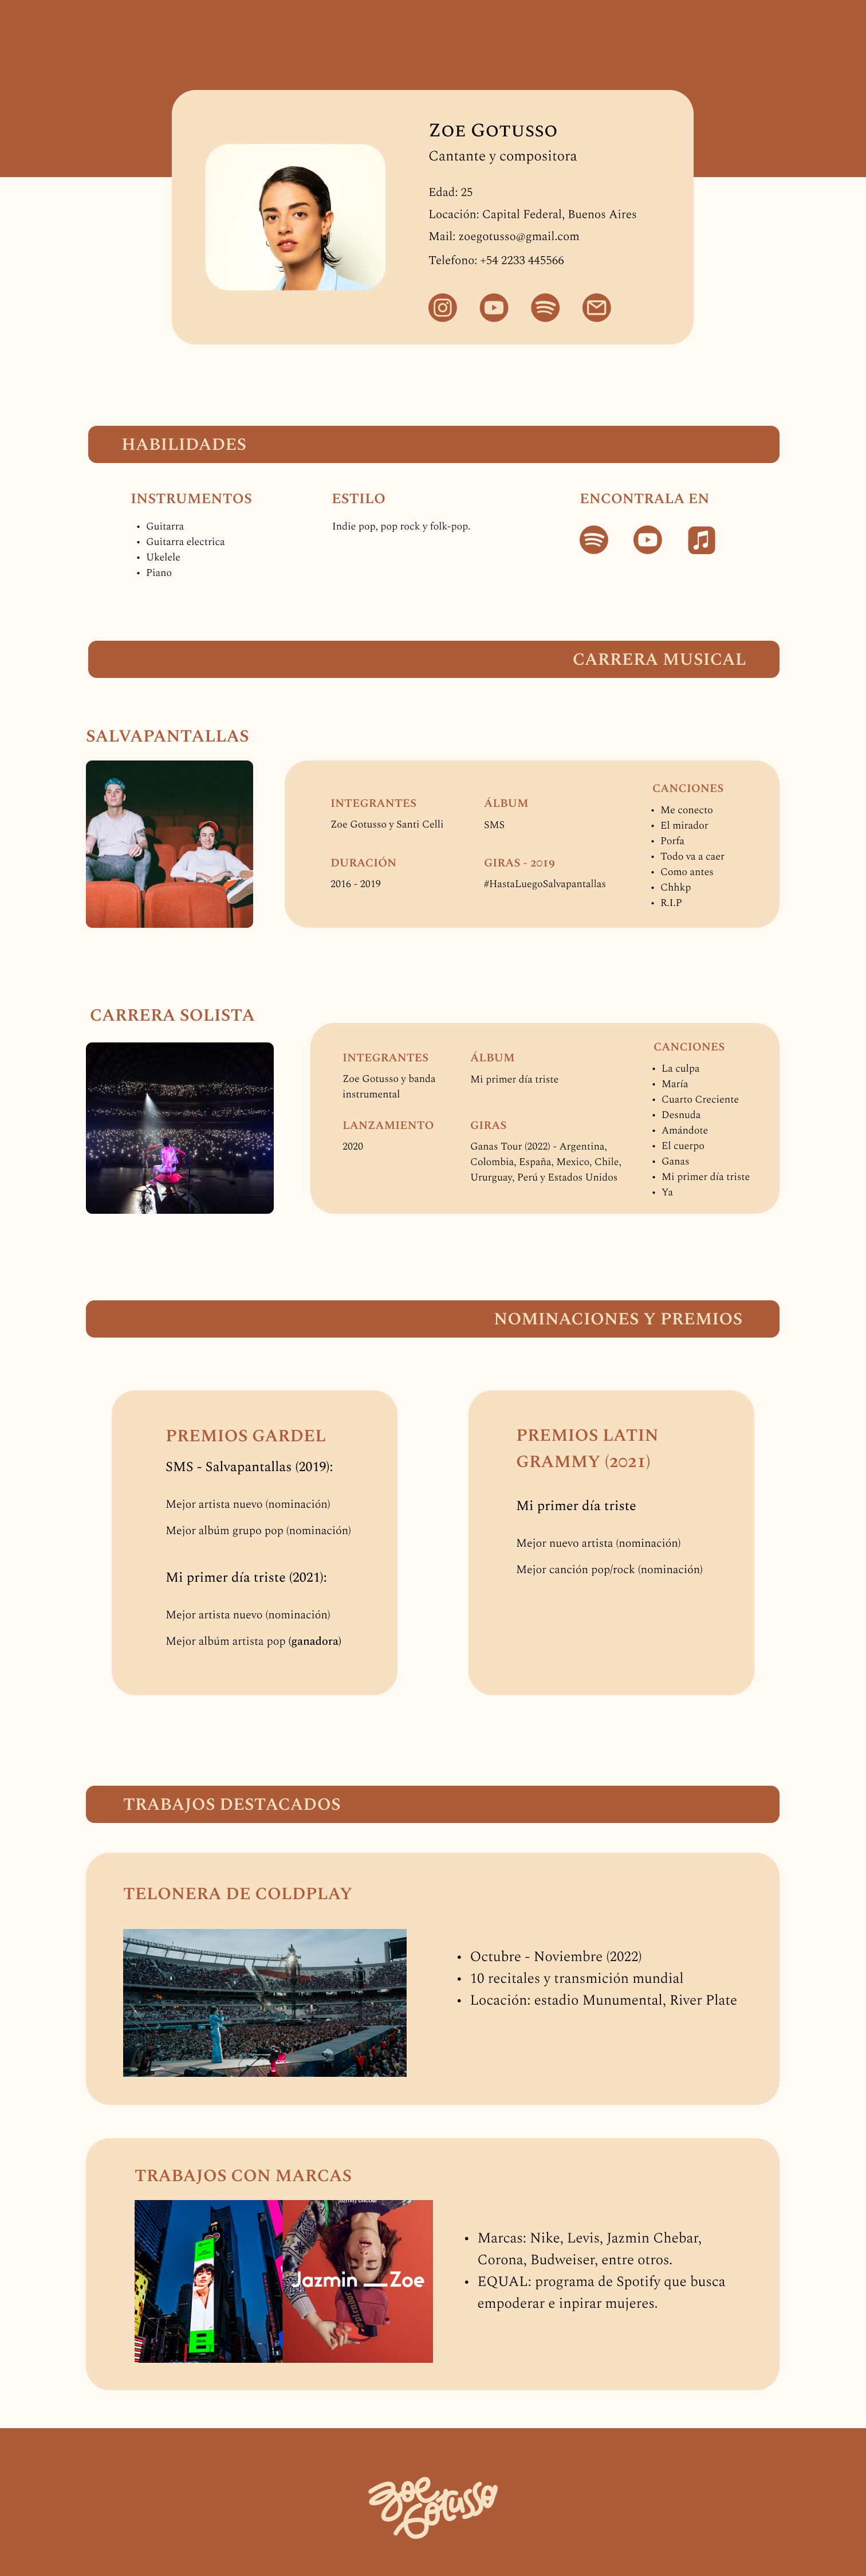 ZOE GOTUSSO
Cantante y compositora
Edad: 25
Locación: Capital Federal, Buenos Aires
Mail: zoegotusso@gmail.com
Telefono: +54 2233 445566
HABILIDADES
INSTRUMENTOS
• Guitarra
• Guitarra electrica
• Ukelele
• Piano
ESTILO
Indie pop, pop rock y folk-pop.
ENCONTRALA EN
CARRERA MUSICAL
SALVAPANTALLAS
INTEGRANTES
Zoe Gotusso y Santi Celli
DURACIÓN
2016 - 2019
ÁLBUM
SMS
GIRAS - 2019
#HastaLuegoSalvapantallas
CANCIONES
• Me conecto
• El mirador
• Porfa
• Todo va a caer
• Como antes
• Chhkp
• R.I.P
CARRERA SOLISTA
INTEGRANTES
Zoe Gotusso y banda
instrumental
LANZAMIENTO
2020
ÁLBUM
Mi primer día triste
GIRAS
Ganas Tour (2022) - Argentina,
Colombia, España, Mexico, Chile,
Ururguay, Perú y Estados Unidos
CANCIONES
• La culpa
• María
• Cuarto Creciente
• Desnuda
• Amándote
• El cuerpo
• Ganas
• Mi primer día triste
• Ya
NOMINACIONES Y PREMIOS
PREMIOS GARDEL
SMS - Salvapantallas (2019):
Mejor artista nuevo (nominación)
Mejor albúm grupo pop (nominación)
Mi primer día triste (2021):
Mejor artista nuevo (nominación)
Mejor albúm artista pop (ganadora)
PREMIOS LATIN
GRAMMY (2021)
Mi primer día triste
Mejor nuevo artista (nominación)
Mejor canción pop/rock (nominación)
TRABAJOS DESTACADOS
TELONERA DE COLDPLAY
• Octubre - Noviembre (2022)
• 10 recitales y transmición mundial
• Locación: estadio Munumental, River Plate
TRABAJOS CON MARCAS
Jazmin __Zoe
• Marcas: Nike, Levis, Jazmin Chebar,
Corona, Budweiser, entre otros.
• EQUAL: programa de Spotify que busca
empoderar e inpirar mujeres.
zoe
Gotusso